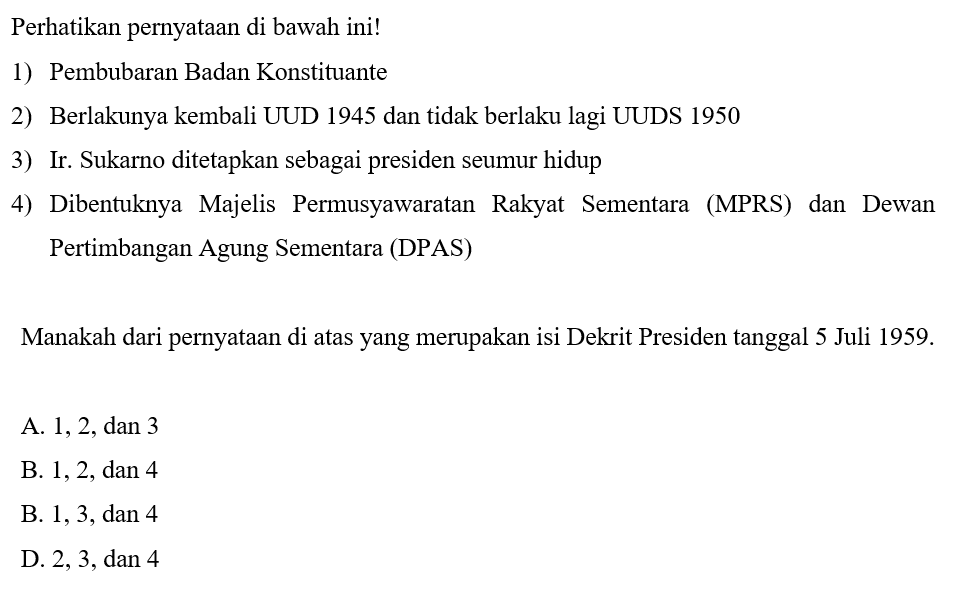 Perhatikan pernyataan di bawah ini!
1) Pembubaran Badan Konstituante
2) Berlakunya kembali UUD 1945 dan tidak berlaku lagi UUDS 1950
3) Ir. Sukarno ditetapkan sebagai presiden seumur hidup
4) Dibentuknya Majelis Permusyawaratan Rakyat Sementara (MPRS) dan Dewan
Pertimbangan Agung Sementara (DPAS)
Manakah dari pernyataan di atas yang merupakan isi Dekrit Presiden tanggal 5 Juli 1959.
A. 1, 2, dan 3
B. 1, 2, dan 4
B. 1, 3, dan 4
D. 2, 3, dan 4